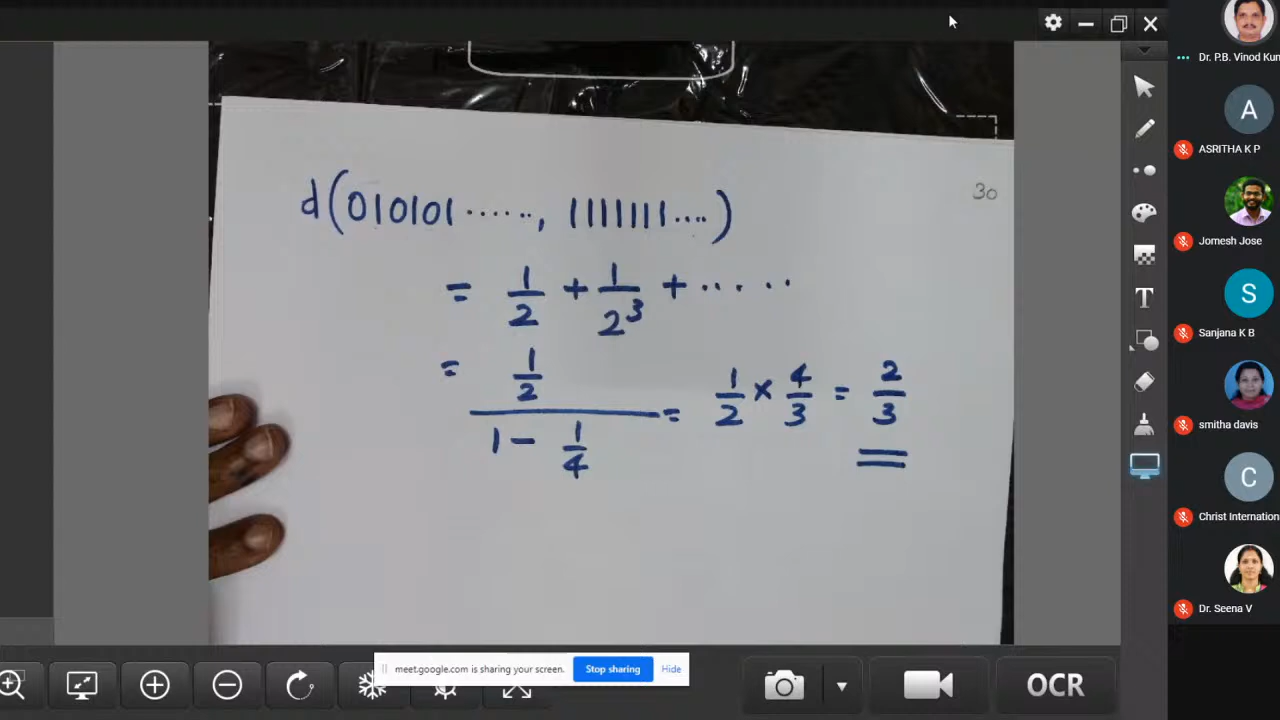 30
d(010101......, 1111111....)
= 1/2 + 1/2³ + .....
= (1/2)/(1 - 1/4) = 1/2 × 4/3 = 2/3
Dr. P.B. Vinod Kun
A
ASRITHA K P
Jomesh Jose
S
Sanjana K B
smitha davis
C
Christ Internation
Dr. Seena V
T
meet.google.com is sharing your screen.
Stop sharing
Hide
OCR